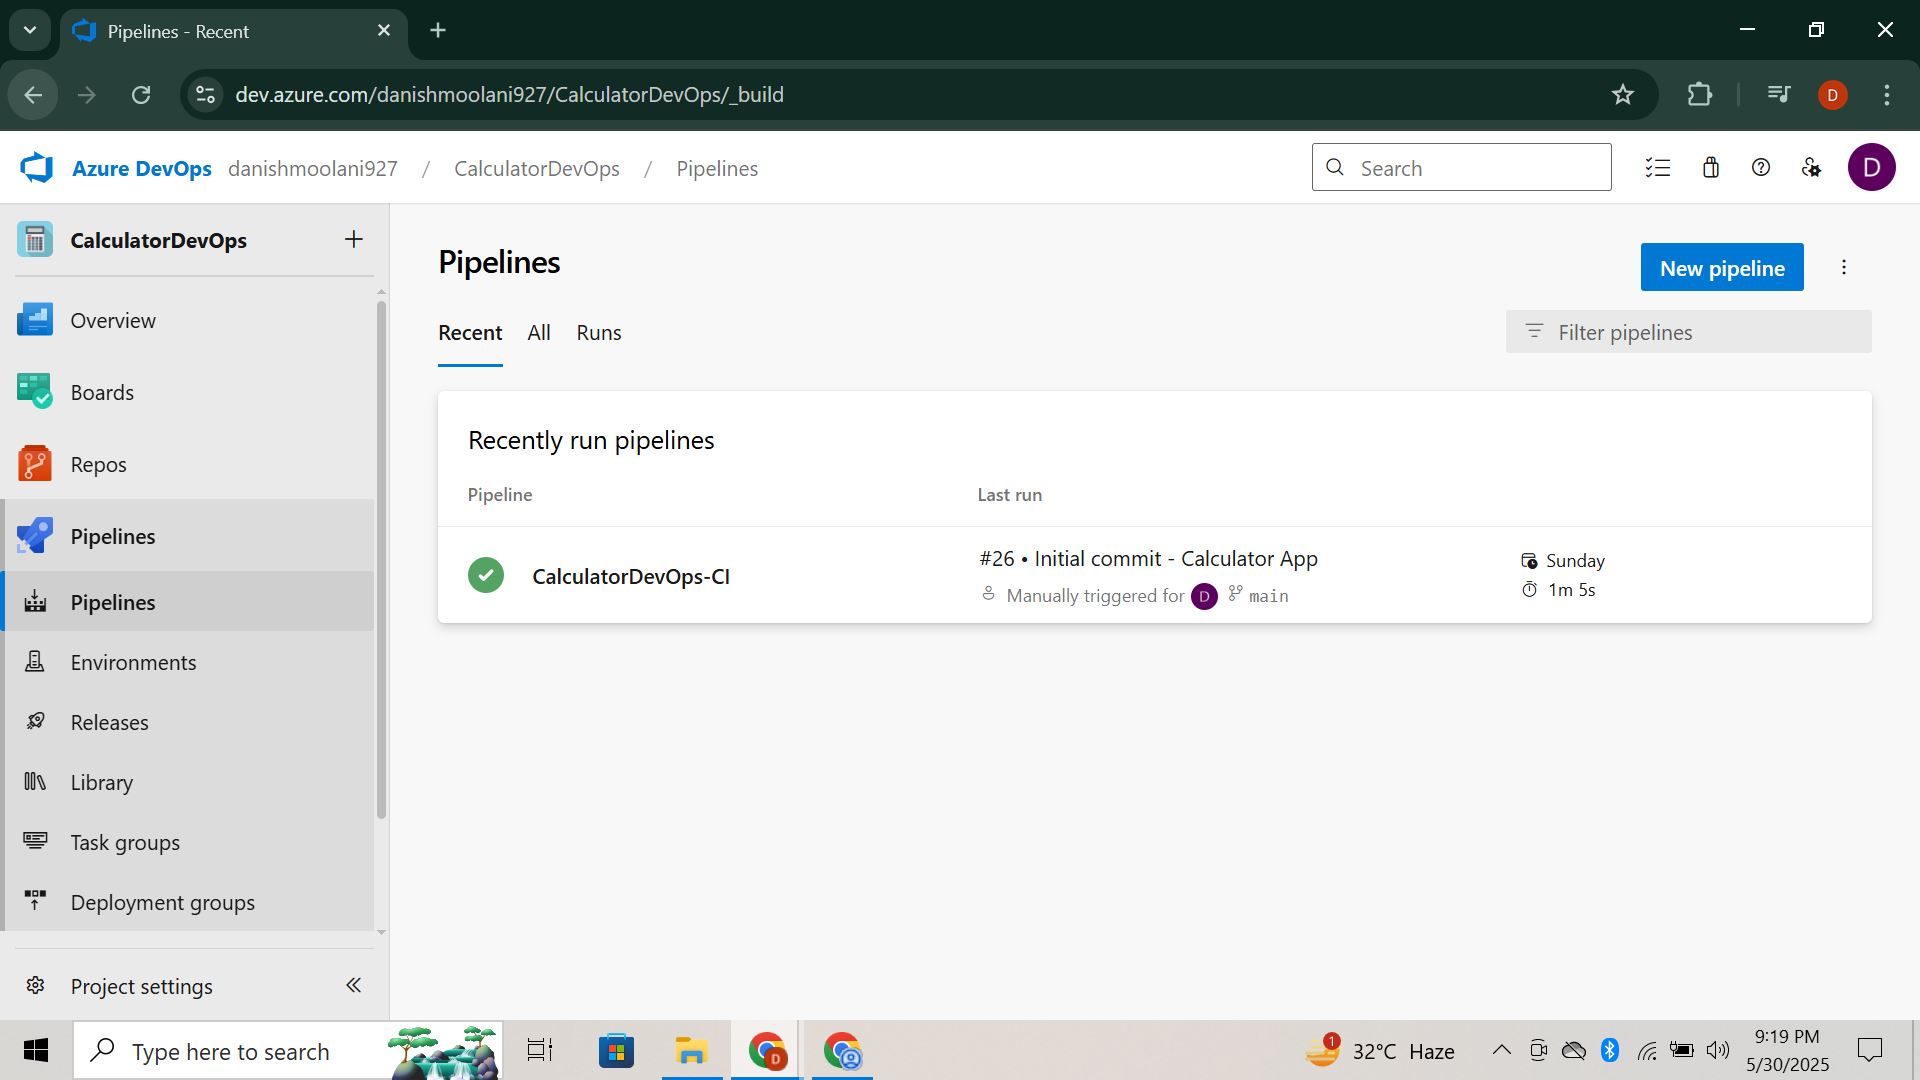 Pipelines - Recent
dev.azure.com/danishmoolani927/CalculatorDevOps/_build
D
Azure DevOps danishmoolani927 / CalculatorDevOps / Pipelines
Search
D
CalculatorDevOps
Overview
Boards
Repos
Pipelines
Pipelines
Environments
Releases
Library
Task groups
Deployment groups
Project settings
Pipelines
New pipeline
Recent All Runs
Filter pipelines
Recently run pipelines
Pipeline Last run
CalculatorDevOps-CI
#26 • Initial commit - Calculator App
Manually triggered for D main
Sunday
1m 5s
Type here to search
D
1
32°C Haze
9:19 PM
5/30/2025